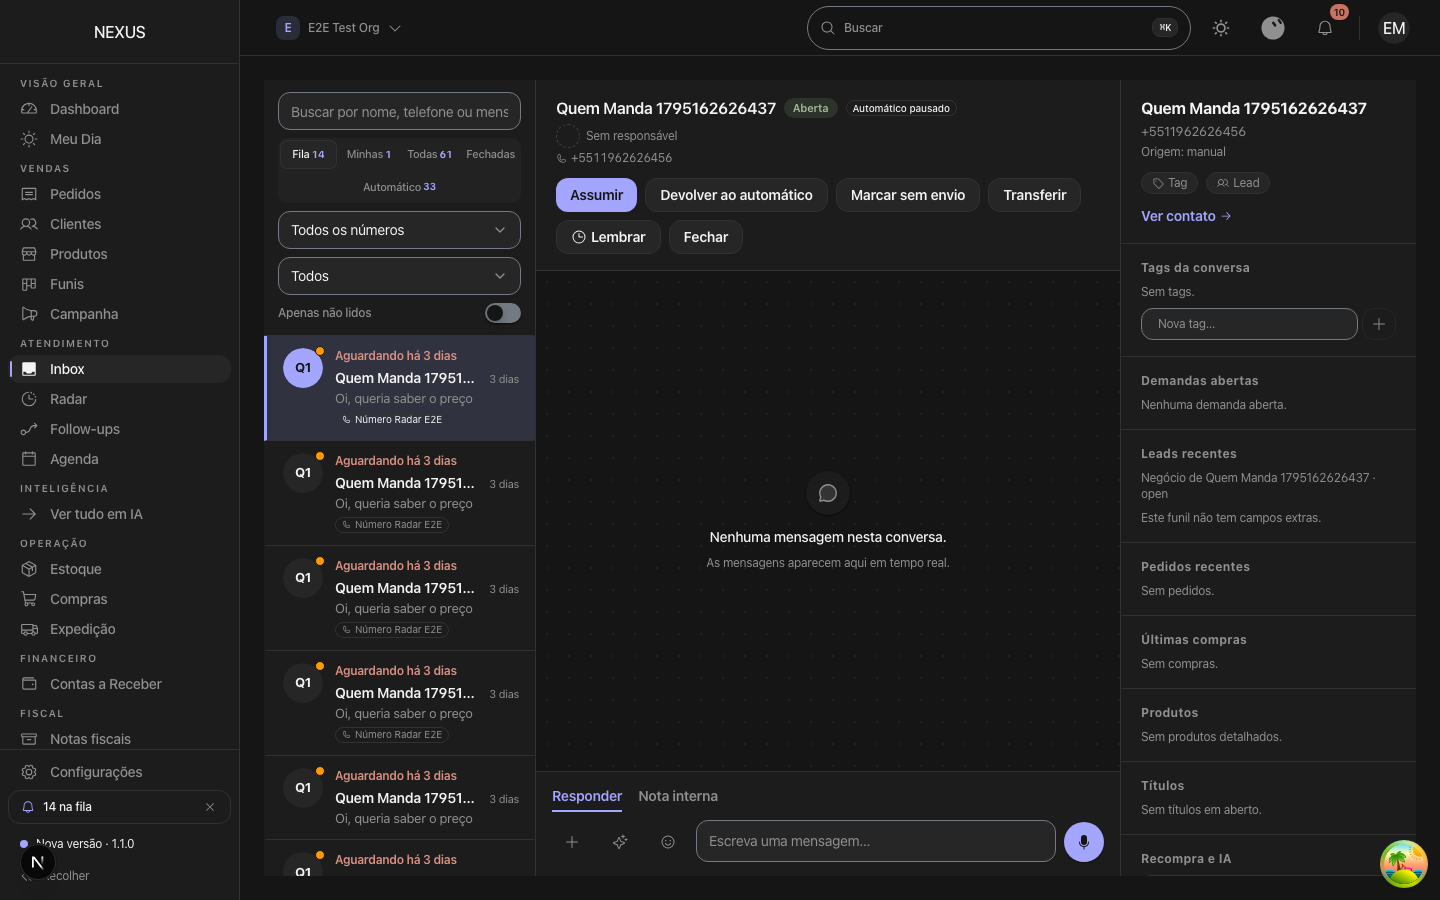 NEXUS
E E2E Test Org
Buscar
⌘K
10
EM
VISÃO GERAL
Dashboard
Meu Dia
VENDAS
Pedidos
Clientes
Produtos
Funis
Campanha
ATENDIMENTO
Inbox
Radar
Follow-ups
Agenda
INTELIGÊNCIA
Ver tudo em IA
OPERAÇÃO
Estoque
Compras
Expedição
FINANCEIRO
Contas a Receber
FISCAL
Notas fiscais
Configurações
14 na fila
Nova versão · 1.1.0
N
Buscar por nome, telefone ou mens
Fila 14 Minhas 1 Todas 61 Fechadas
Automático 33
Todos os números
Todos
Apenas não lidos
Q1
Aguardando há 3 dias
Quem Manda 17951... 3 dias
Oi, queria saber o preço
Número Radar E2E
Q1
Aguardando há 3 dias
Quem Manda 17951... 3 dias
Oi, queria saber o preço
Número Radar E2E
Q1
Aguardando há 3 dias
Quem Manda 17951... 3 dias
Oi, queria saber o preço
Número Radar E2E
Q1
Aguardando há 3 dias
Quem Manda 17951... 3 dias
Oi, queria saber o preço
Número Radar E2E
Q1
Aguardando há 3 dias
Quem Manda 17951... 3 dias
Oi, queria saber o preço
Q1
Aguardando há 3 dias
Quem Manda 1795162626437 Aberta Automático pausado
Sem responsável
+5511962626456
Assumir Devolver ao automático Marcar sem envio Transferir
Lembrar Fechar
Nenhuma mensagem nesta conversa.
As mensagens aparecem aqui em tempo real.
Responder Nota interna
Escreva uma mensagem...
Quem Manda 1795162626437
+5511962626456
Origem: manual
Tag Lead
Ver contato →
Tags da conversa
Sem tags.
Nova tag...
Demandas abertas
Nenhuma demanda aberta.
Leads recentes
Negócio de Quem Manda 1795162626437 ·
open
Este funil não tem campos extras.
Pedidos recentes
Sem pedidos.
Últimas compras
Sem compras.
Produtos
Sem produtos detalhados.
Títulos
Sem títulos em aberto.
Recompra e IA